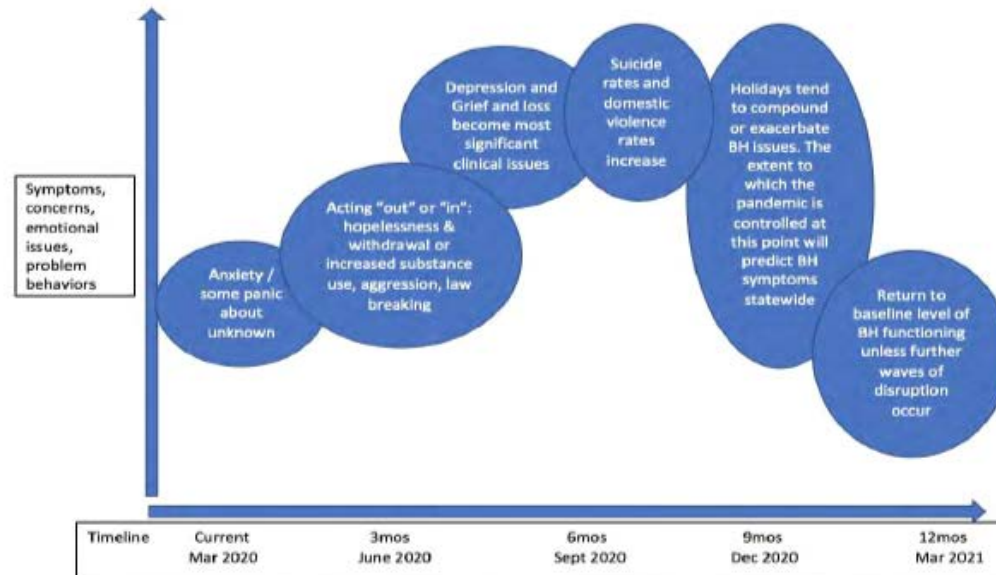 Symptoms,
concerns,
emotional
issues,
problem
behaviors
Anxiety /
some panic
about
unknown
Acting "out" or "in":
hopelessness &
withdrawal or
increased substance
use, aggression, law
breaking
Depression and
Grief and loss
become most
significant
clinical issues
Suicide
rates and
domestic
violence
rates
increase
Holidays tend
to compound
or exacerbate
BH issues. The
extent to
which the
pandemic is
controlled at
this point will
predict BH
symptoms
statewide
Return to
baseline level of
BH functioning
unless further
waves of
disruption
occur
Timeline
Current
Mar 2020
3mos
June 2020
6mos
Sept 2020
9mos
Dec 2020
12mos
Mar 2021